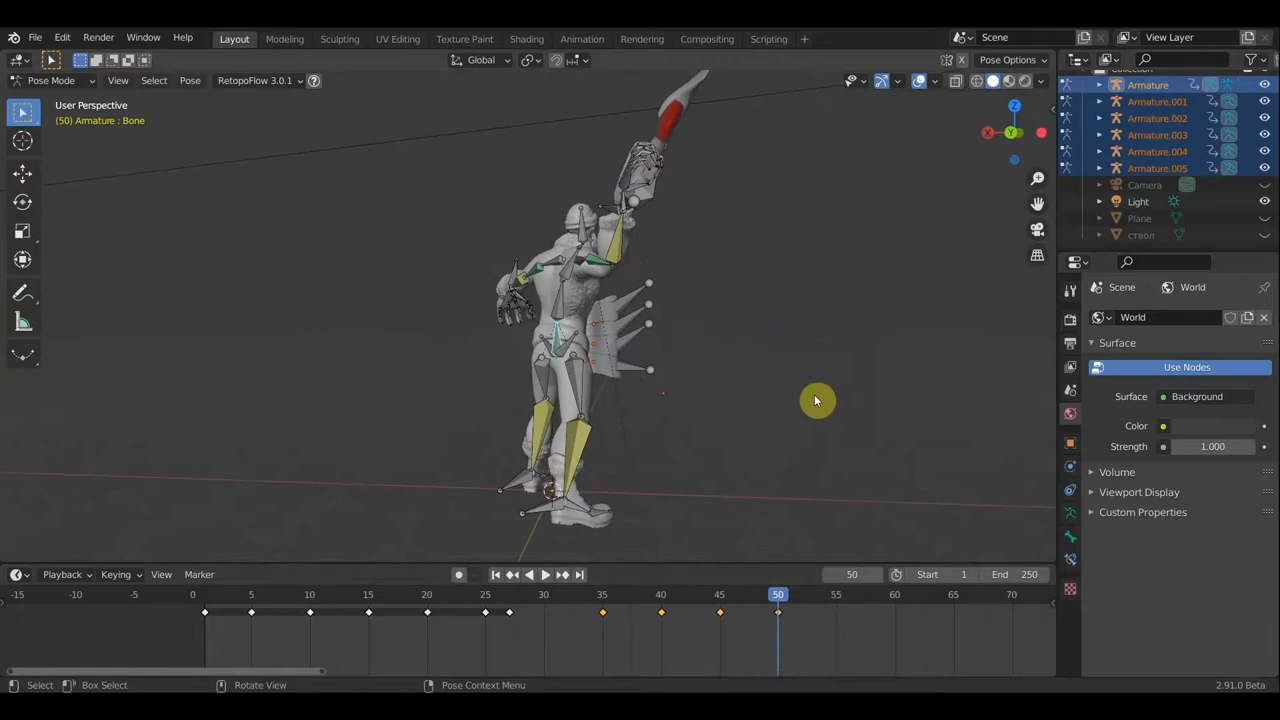 File Edit Render Window Help Layout Modeling Sculpting UV Editing Texture Paint Shading Animation Rendering Compositing Scripting + Scene View Layer
Global Pose Options
Pose Mode View Select Pose RetopoFlow 3.0.1
User Perspective
(50) Armature : Bone
Z
X
Y
Collection
Armature
Armature.001
Armature.002
Armature.003
Armature.004
Armature.005
Camera
Light
Plane
ствол
Scene World
World
Surface
Use Nodes
Surface Background
Color
Strength 1.000
Volume
Viewport Display
Custom Properties
Playback Keying View Marker 50 Start 1 End 250
-15 -10 -5 0 5 10 15 20 25 30 35 40 45 50 55 60 65 70
Select Box Select Rotate View Pose Context Menu 2.91.0 Beta